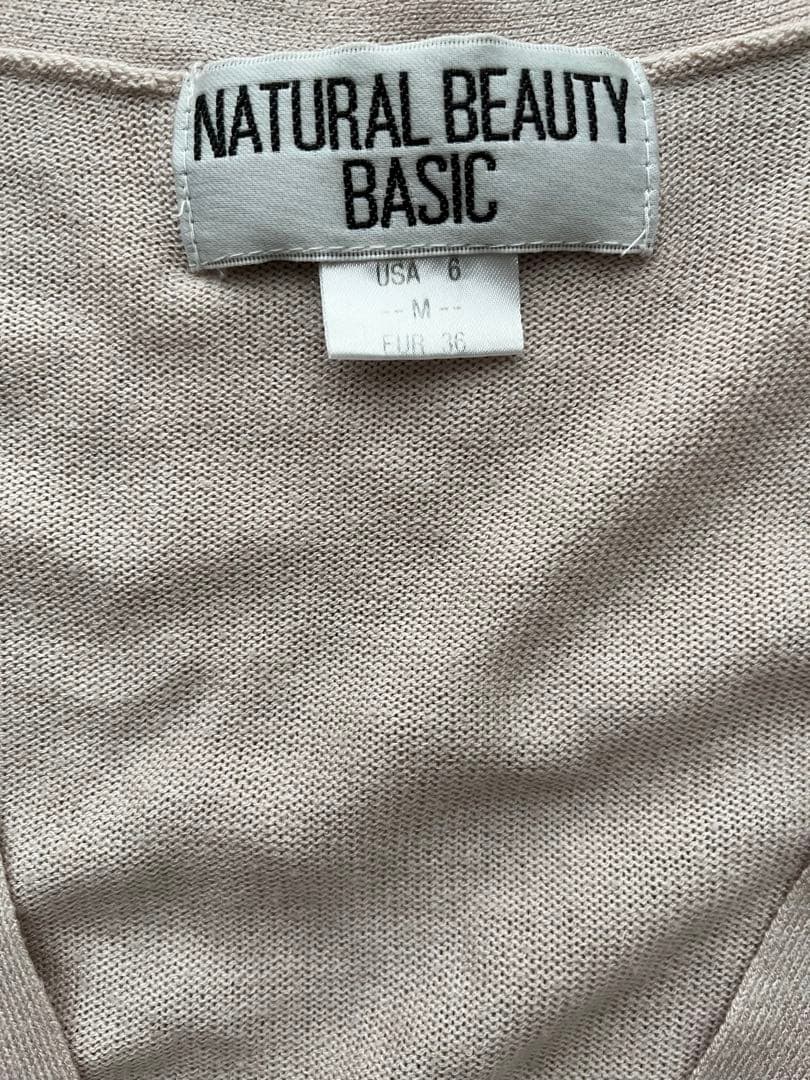 NATURAL BEAUTY
BASIC
USA 6
-- M --
EUR 36